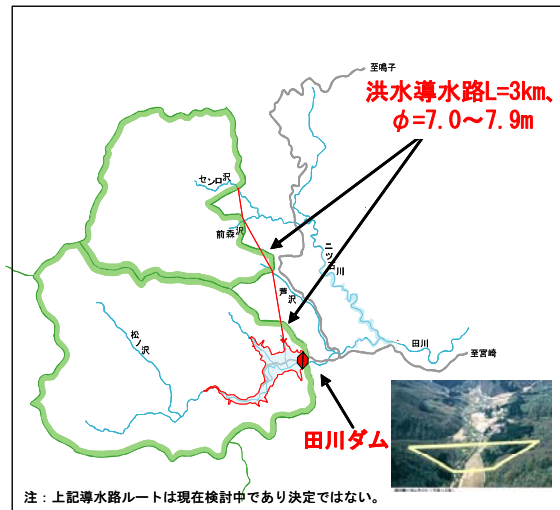 至鳴子
洪水導水路L=3km、
φ=7.0～7.9m
センロ沢
前森沢
二ツ石川
芦沢
松ノ沢
田川
至宮崎
田川ダム
注：上記導水路ルートは現在検討中であり決定ではない。